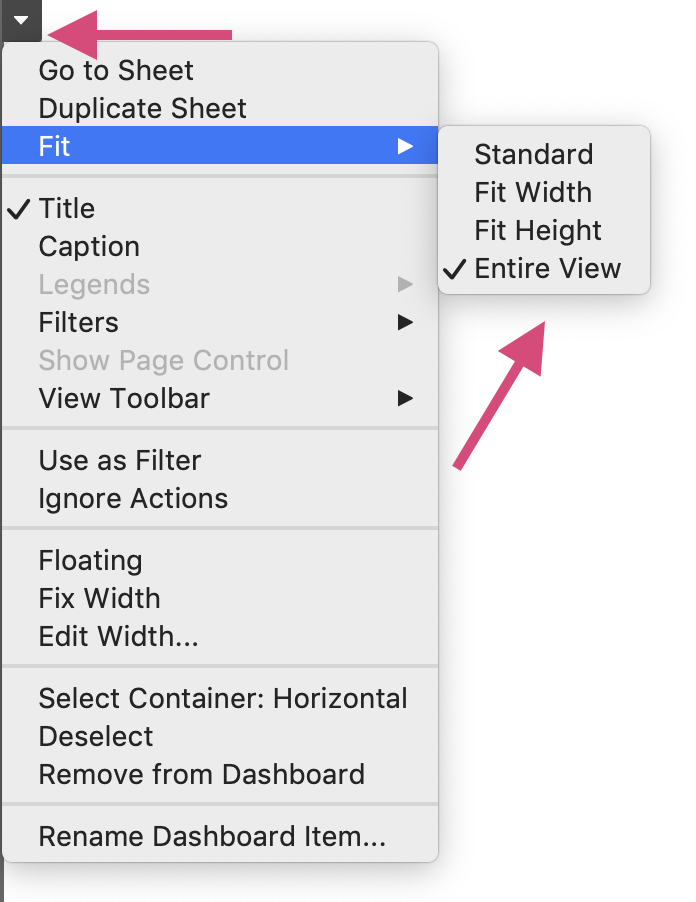 Go to Sheet
Duplicate Sheet
Fit
Standard
Fit Width
Fit Height
Entire View
Title
Caption
Legends
Filters
Show Page Control
View Toolbar
Use as Filter
Ignore Actions
Floating
Fix Width
Edit Width...
Select Container: Horizontal
Deselect
Remove from Dashboard
Rename Dashboard Item...